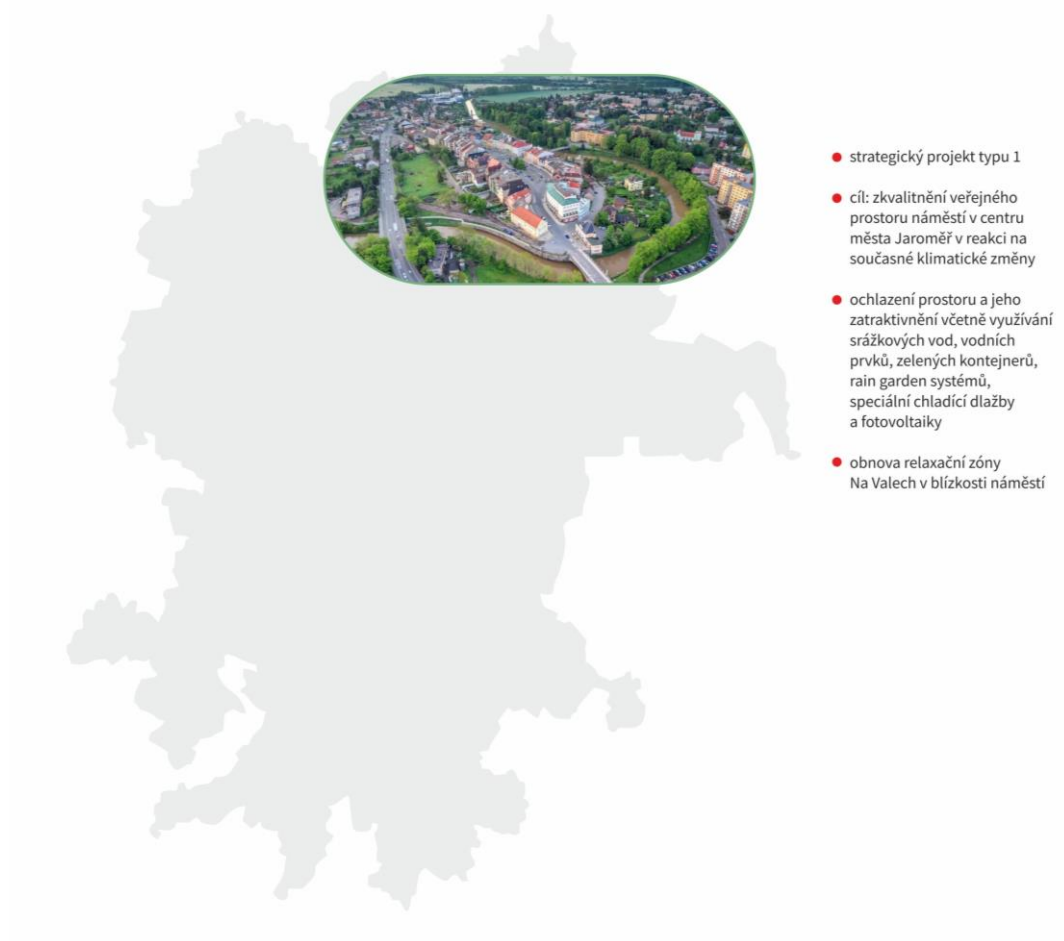 strategický projekt typu 1
cíl: zkvalitnění veřejného
prostoru náměstí v centru
města Jaroměř v reakci na
současné klimatické změny
ochlazení prostoru a jeho
zatraktivnění včetně využívání
srážkových vod, vodních
prvků, zelených kontejnerů,
rain garden systémů,
speciální chladící dlažby
a fotovoltaiky
obnova relaxační zóny
Na Valech v blízkosti náměstí